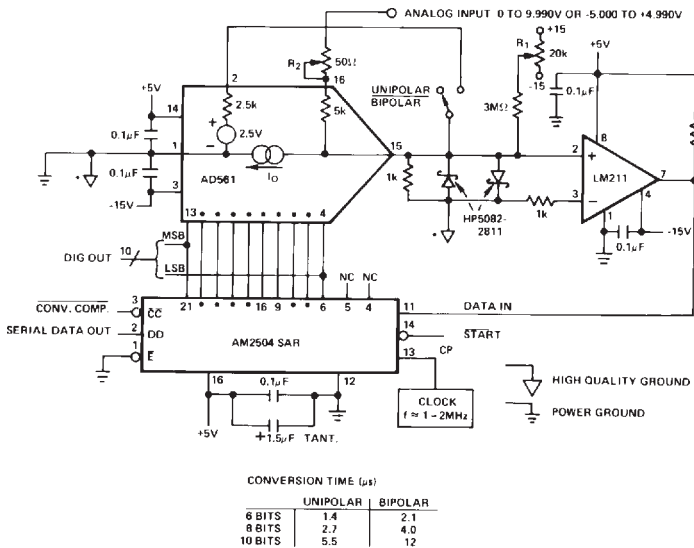 ANALOG INPUT 0 TO 9.990V OR -5.000 TO +4.990V
+15
R1
20k
-15
+5V
0.1µF
R2
50Ω
16
2
UNIPOLAR
BIPOLAR
3MΩ
+5V
14
2.5k
5k
+
2.5V
-
0.1µF
1
0.1µF
3
-15V
AD561
IO
15
1k
HP5082-
2811
1k
2
+
8
LM211
7
3
-
4
1
0.1µF
-15V
13
4
MSB
DIG OUT
10
LSB
NC
NC
21
16
9
6
5
4
CONV. COMP.
3
CC
SERIAL DATA OUT
2
DD
1
E
AM2504 SAR
11
DATA IN
14
START
13
CP
16
12
0.1µF
+5V
+
1.5µF TANT.
CLOCK
f ≈ 1 - 2MHz
HIGH QUALITY GROUND
POWER GROUND
CONVERSION TIME (µs)
UNIPOLAR BIPOLAR
6 BITS 1.4 2.1
8 BITS 2.7 4.0
10 BITS 5.5 12